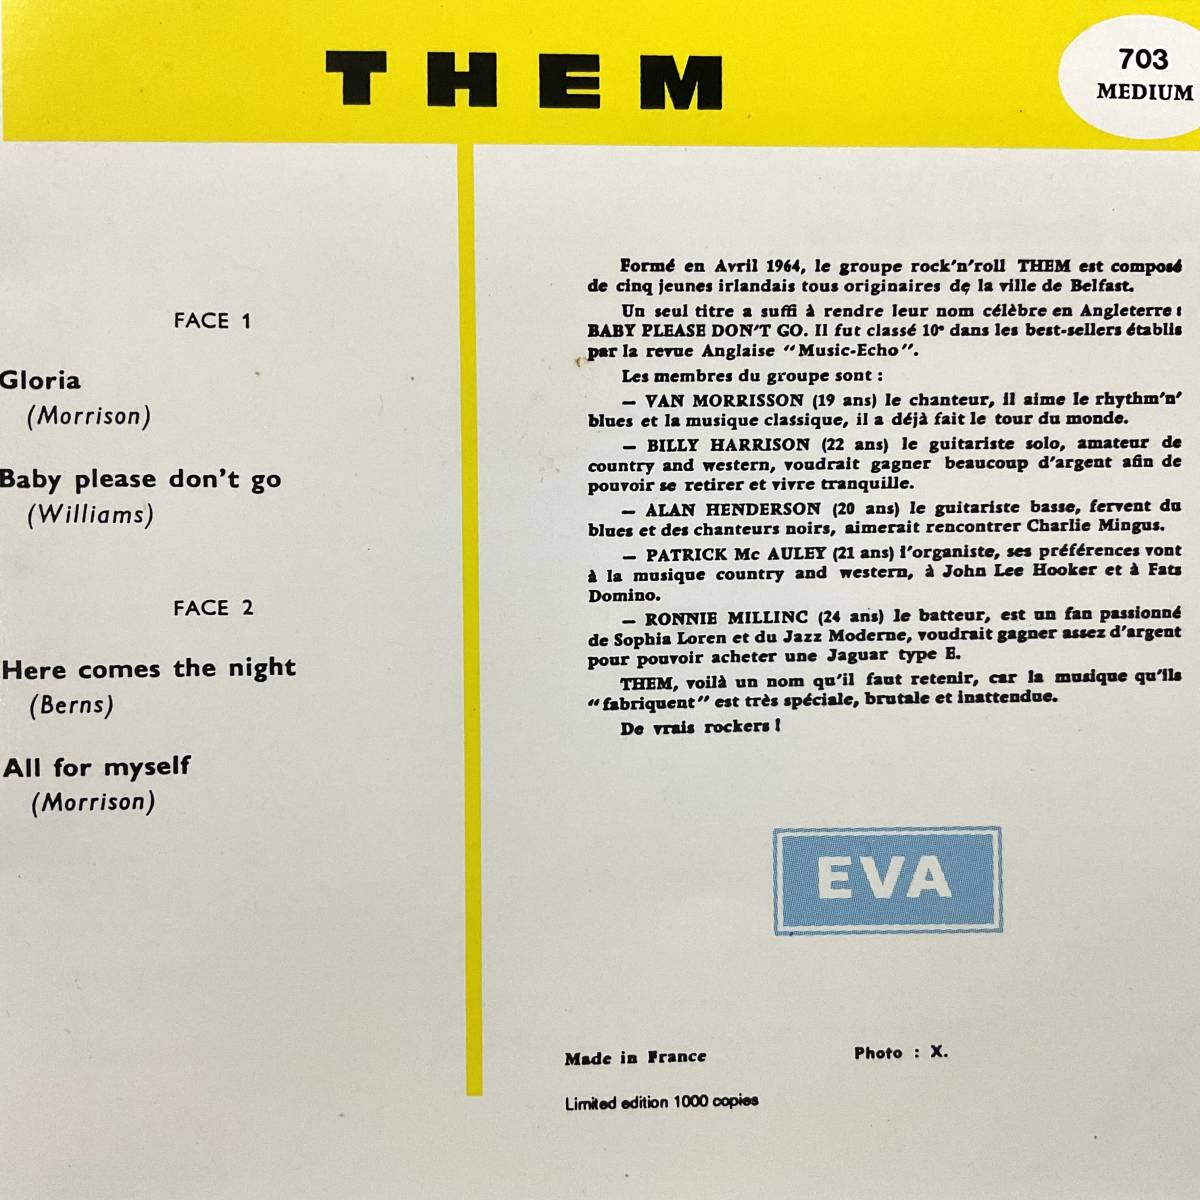 THEM
703
MEDIUM
FACE 1
Gloria
(Morrison)
Baby please don't go
(Williams)
FACE 2
Here comes the night
(Berns)
All for myself
(Morrison)
Formé en Avril 1964, le groupe rock'n'roll THEM est composé
de cinq jeunes irlandais tous originaires de la ville de Belfast.
Un seul titre a suffi à rendre leur nom célèbre en Angleterre :
BABY PLEASE DON'T GO. Il fut classé 10e dans les best-sellers établis
par la revue Anglaise "Music-Echo".
Les membres du groupe sont :
— VAN MORRISSON (19 ans) le chanteur, il aime le rhythm'n'
blues et la musique classique, il a déjà fait le tour du monde.
— BILLY HARRISON (22 ans) le guitariste solo, amateur de
country and western, voudrait gagner beaucoup d'argent afin de
pouvoir se retirer et vivre tranquille.
— ALAN HENDERSON (20 ans) le guitariste basse, fervent du
blues et des chanteurs noirs, aimerait rencontrer Charlie Mingus.
— PATRICK Mc AULEY (21 ans) l'organiste, ses préférences vont
à la musique country and western, à John Lee Hooker et à Fats
Domino.
— RONNIE MILLINC (24 ans) le batteur, est un fan passionné
de Sophia Loren et du Jazz Moderne, voudrait gagner assez d'argent
pour pouvoir acheter une Jaguar type E.
THEM, voilà un nom qu'il faut retenir, car la musique qu'ils
"fabriquent" est très spéciale, brutale et inattendue.
De vrais rockers !
EVA
Made in France
Photo : X.
Limited edition 1000 copies